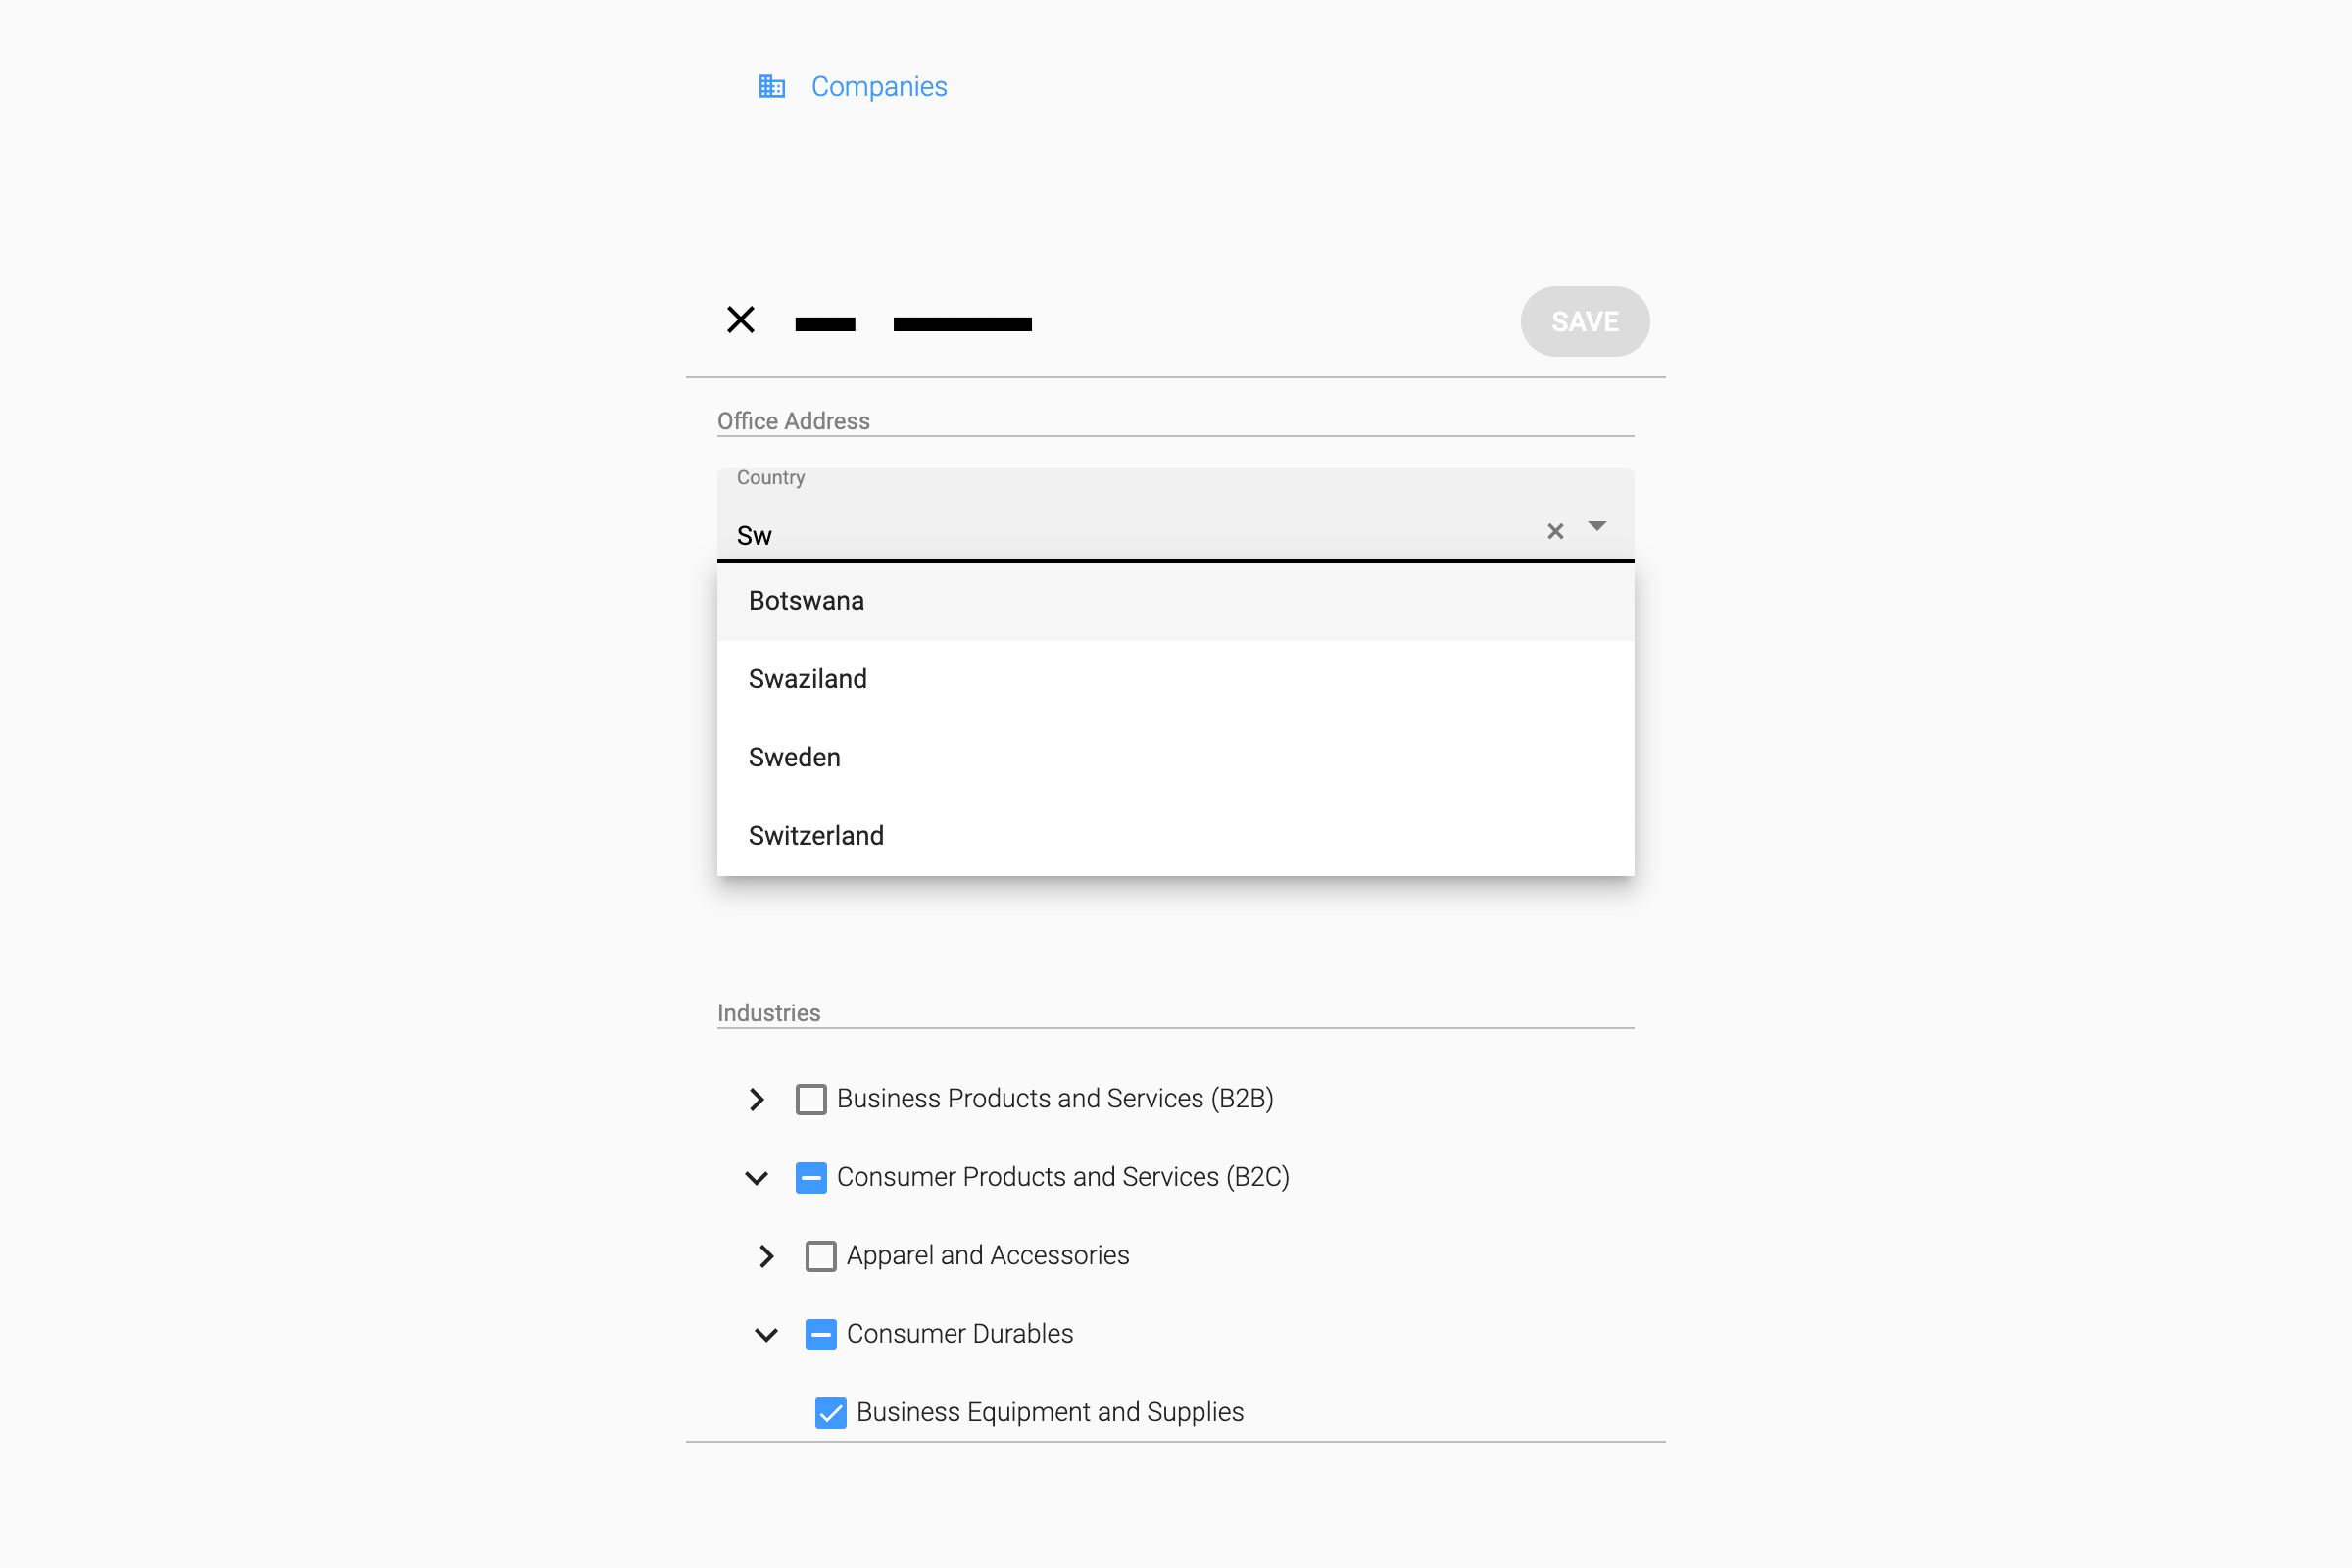 Companies
SAVE
Office Address
Country
Sw
Botswana
Swaziland
Sweden
Switzerland
Industries
Business Products and Services (B2B)
Consumer Products and Services (B2C)
Apparel and Accessories
Consumer Durables
Business Equipment and Supplies